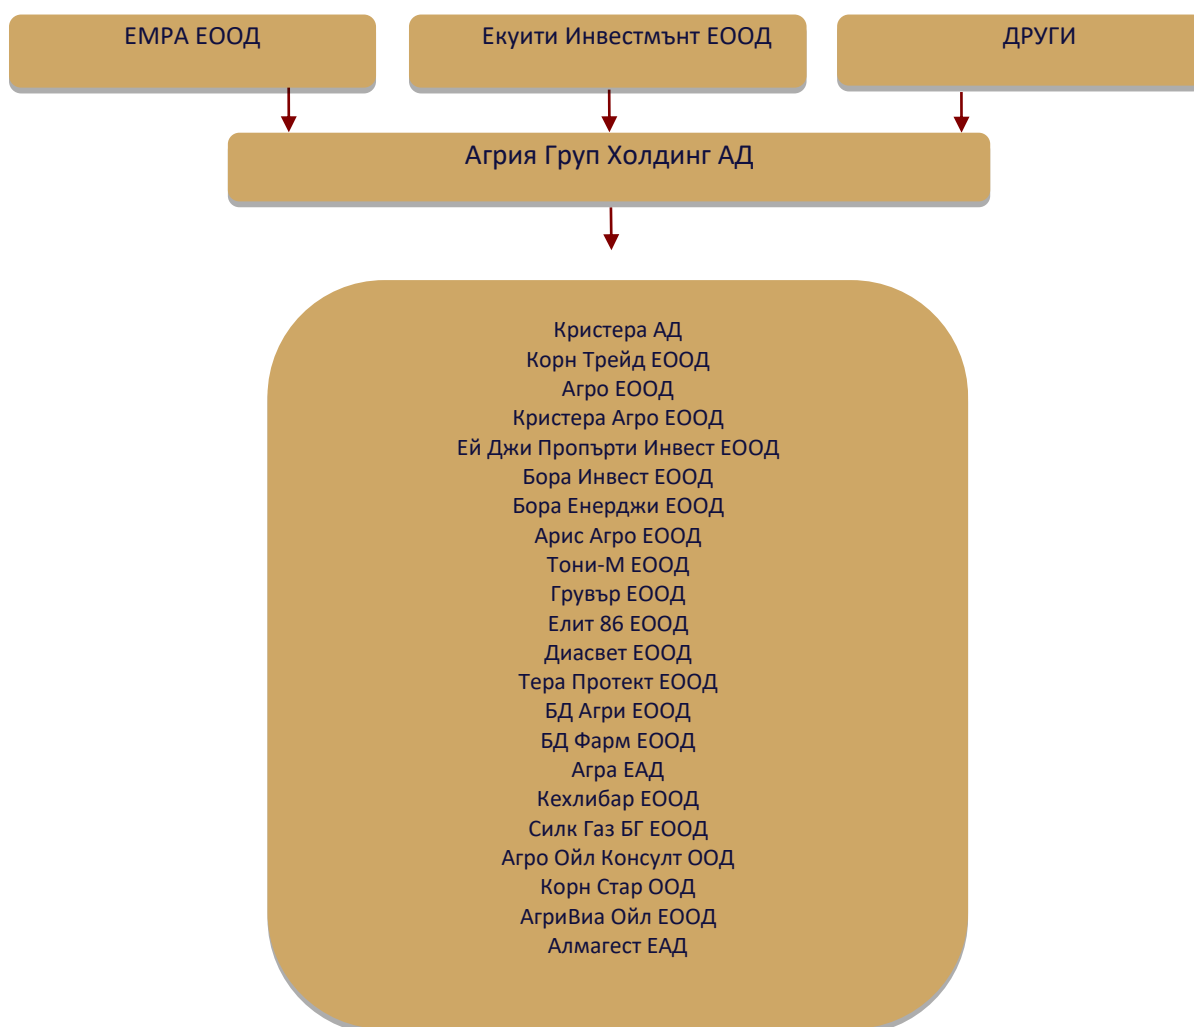 ЕМРА ЕООД
Екуити Инвестмънт ЕООД
ДРУГИ
Агрия Груп Холдинг АД
Кристера АД
Корн Трейд ЕООД
Агро ЕООД
Кристера Агро ЕООД
Ей Джи Пропърти Инвест ЕООД
Бора Инвест ЕООД
Бора Енерджи ЕООД
Арис Агро ЕООД
Тони-М ЕООД
Грувър ЕООД
Елит 86 ЕООД
Диасвет ЕООД
Тера Протект ЕООД
БД Агри ЕООД
БД Фарм ЕООД
Агра ЕАД
Кехлибар ЕООД
Силк Газ БГ ЕООД
Агро Ойл Консулт ООД
Корн Стар ООД
АгриВиа Ойл ЕООД
Алмагест ЕАД